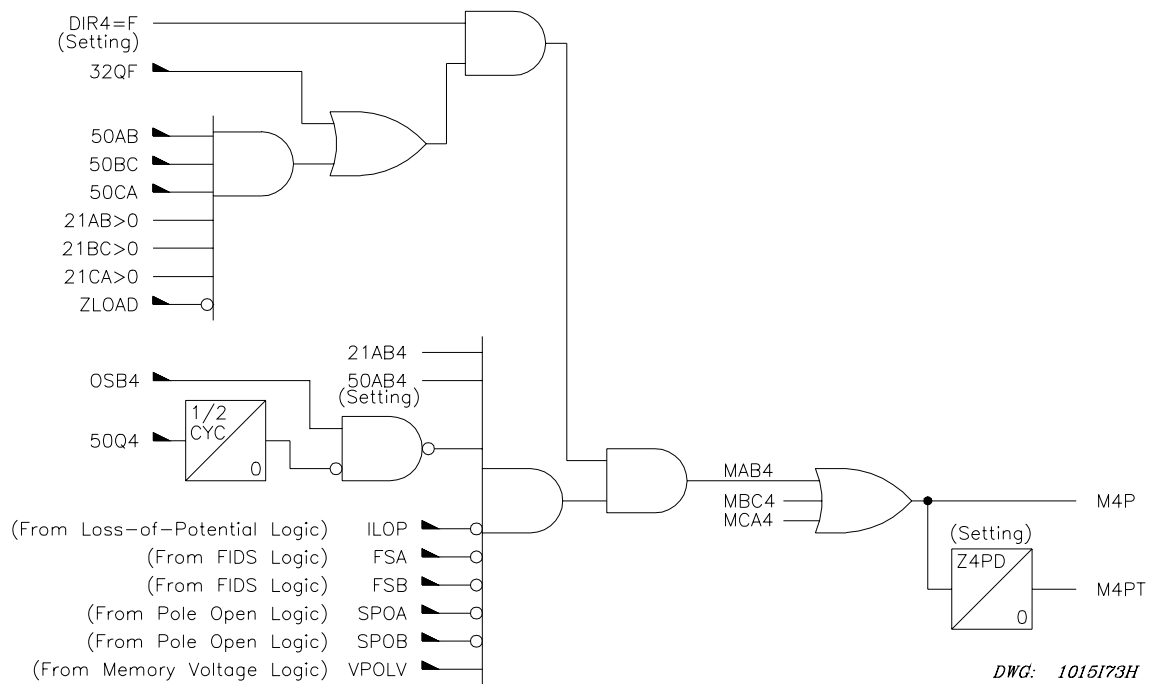 DIR4=F
(Setting)
32QF
50AB
50BC
50CA
21AB>0
21BC>0
21CA>0
ZLOAD
21AB4
OSB4
50AB4
(Setting)
1/2
CYC
0
50Q4
MAB4
MBC4
MCA4
M4P
(From Loss-of-Potential Logic) ILOP
(From FIDS Logic) FSA
(From FIDS Logic) FSB
(From Pole Open Logic) SPOA
(From Pole Open Logic) SPOB
(From Memory Voltage Logic) VPOLV
(Setting)
Z4PD
0
M4PT
DWG: 1015I73H